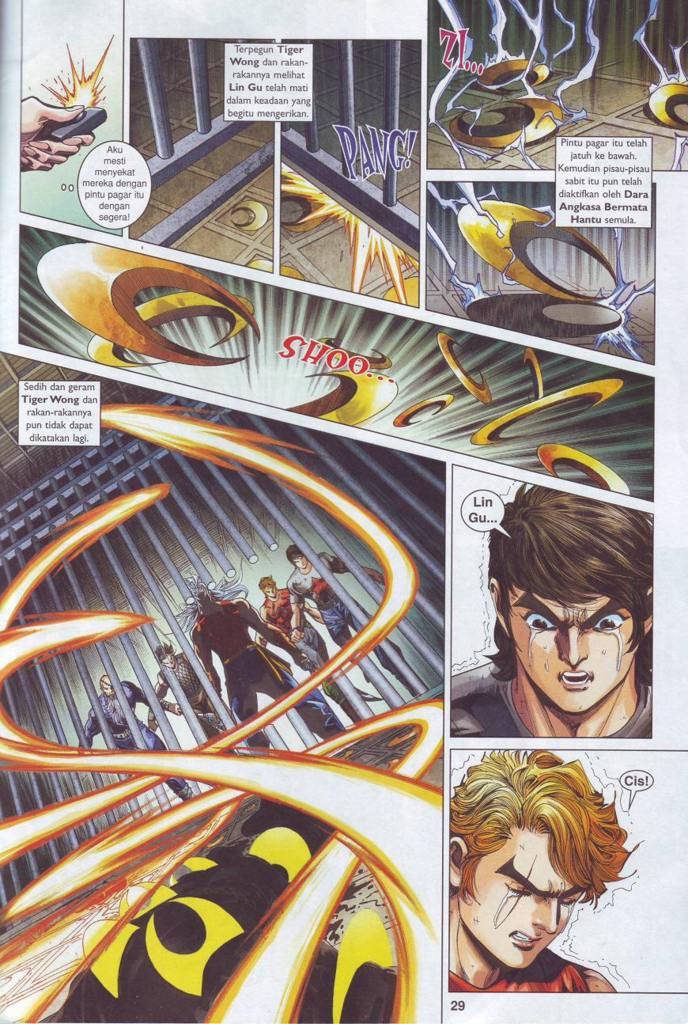 Aku
mesti
menyekat
mereka dengan
pintu pagar itu
dengan
segera!
Terpegun Tiger
Wong dan rakan-
rakannya melihat
Lin Gu telah mati
dalam keadaan yang
begitu mengerikan.
PANG!
ZI...
Pintu pagar itu telah
jatuh ke bawah.
Kemudian pisau-pisau
sabit itu pun telah
diaktifkan oleh Dara
Angkasa Bermata
Hantu semula.
SHOO...
Sedih dan geram
Tiger Wong dan
rakan-rakannya
pun tidak dapat
dikatakan lagi.
Lin
Gu...
Cis!
29